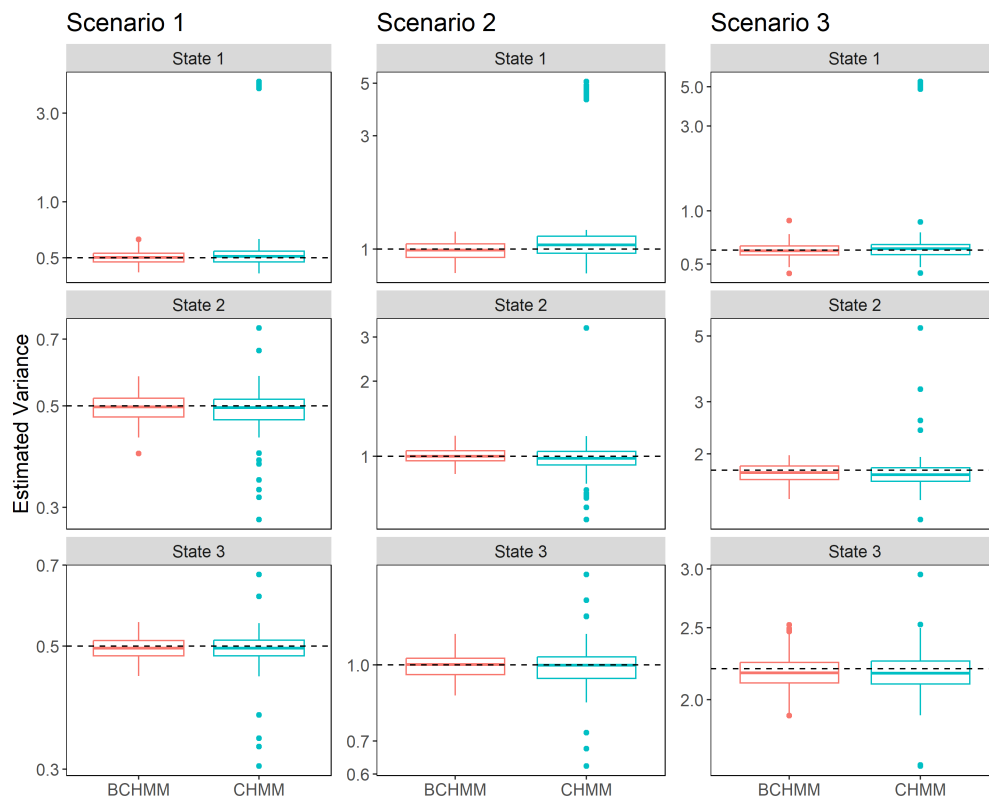 Scenario 1
Scenario 2
Scenario 3
State 1
State 1
State 1
3.0
1.0
0.5
5
3
1
5.0
3.0
1.0
0.5
Estimated Variance
State 2
State 2
State 2
0.7
0.5
0.3
3
2
1
5
3
2
State 3
State 3
State 3
0.7
0.5
0.3
1.0
0.7
0.6
3.0
2.5
2.0
BCHMM CHMM
BCHMM CHMM
BCHMM CHMM